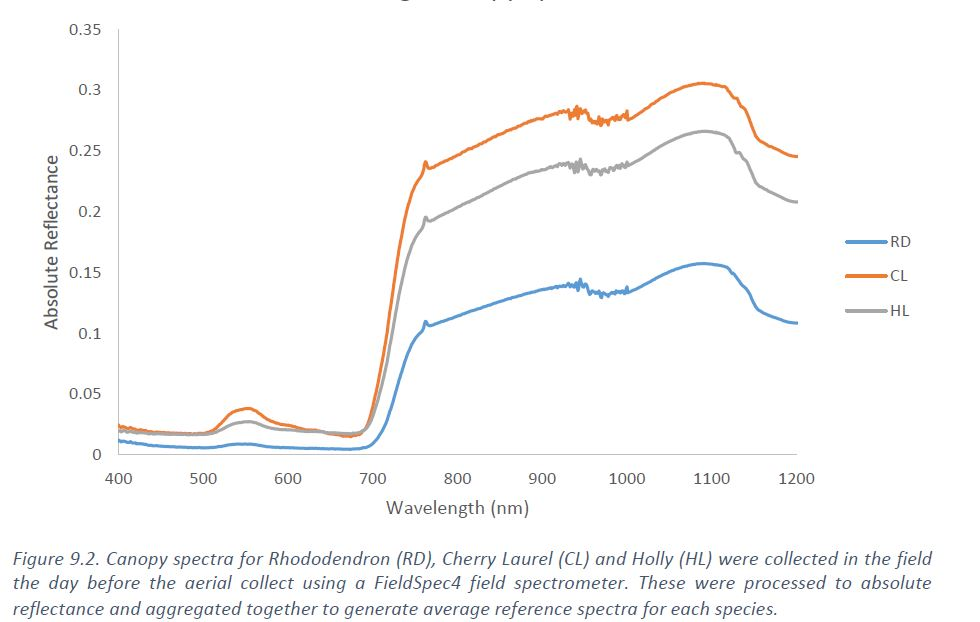 0.35
0.3
0.25
0.2
0.15
0.1
0.05
0
Absolute Reflectance
400 500 600 700 800 900 1000 1100 1200
Wavelength (nm)
RD
CL
HL
Figure 9.2. Canopy spectra for Rhododendron (RD), Cherry Laurel (CL) and Holly (HL) were collected in the field
the day before the aerial collect using a FieldSpec4 field spectrometer. These were processed to absolute
reflectance and aggregated together to generate average reference spectra for each species.